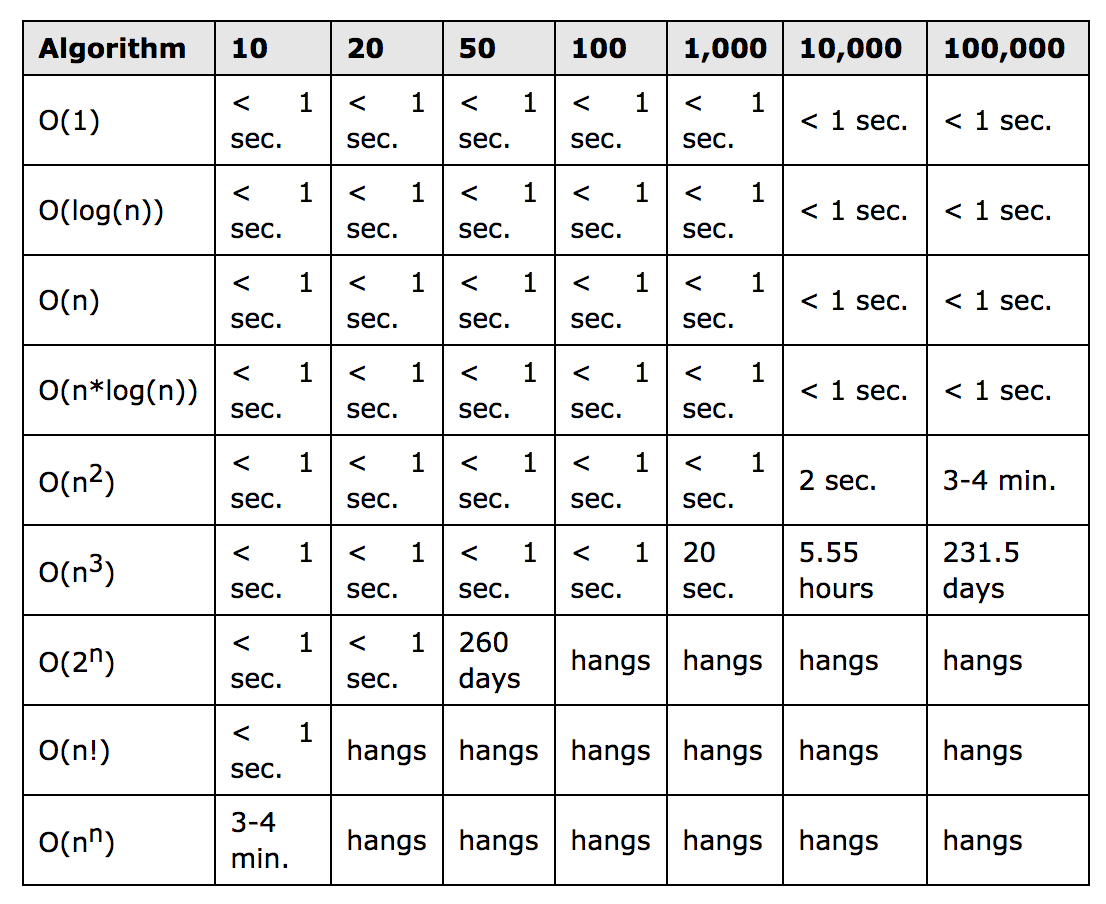 Algorithm 10 20 50 100 1,000 10,000 100,000
O(1) < 1 sec. < 1 sec. < 1 sec. < 1 sec. < 1 sec. < 1 sec. < 1 sec.
O(log(n)) < 1 sec. < 1 sec. < 1 sec. < 1 sec. < 1 sec. < 1 sec. < 1 sec.
O(n) < 1 sec. < 1 sec. < 1 sec. < 1 sec. < 1 sec. < 1 sec. < 1 sec.
O(n*log(n)) < 1 sec. < 1 sec. < 1 sec. < 1 sec. < 1 sec. < 1 sec. < 1 sec.
O(n²) < 1 sec. < 1 sec. < 1 sec. < 1 sec. < 1 sec. 2 sec. 3-4 min.
O(n³) < 1 sec. < 1 sec. < 1 sec. < 1 sec. 20 sec. 5.55 hours 231.5 days
O(2ⁿ) < 1 sec. < 1 sec. 260 days hangs hangs hangs hangs
O(n!) < 1 sec. hangs hangs hangs hangs hangs hangs
O(nⁿ) 3-4 min. hangs hangs hangs hangs hangs hangs